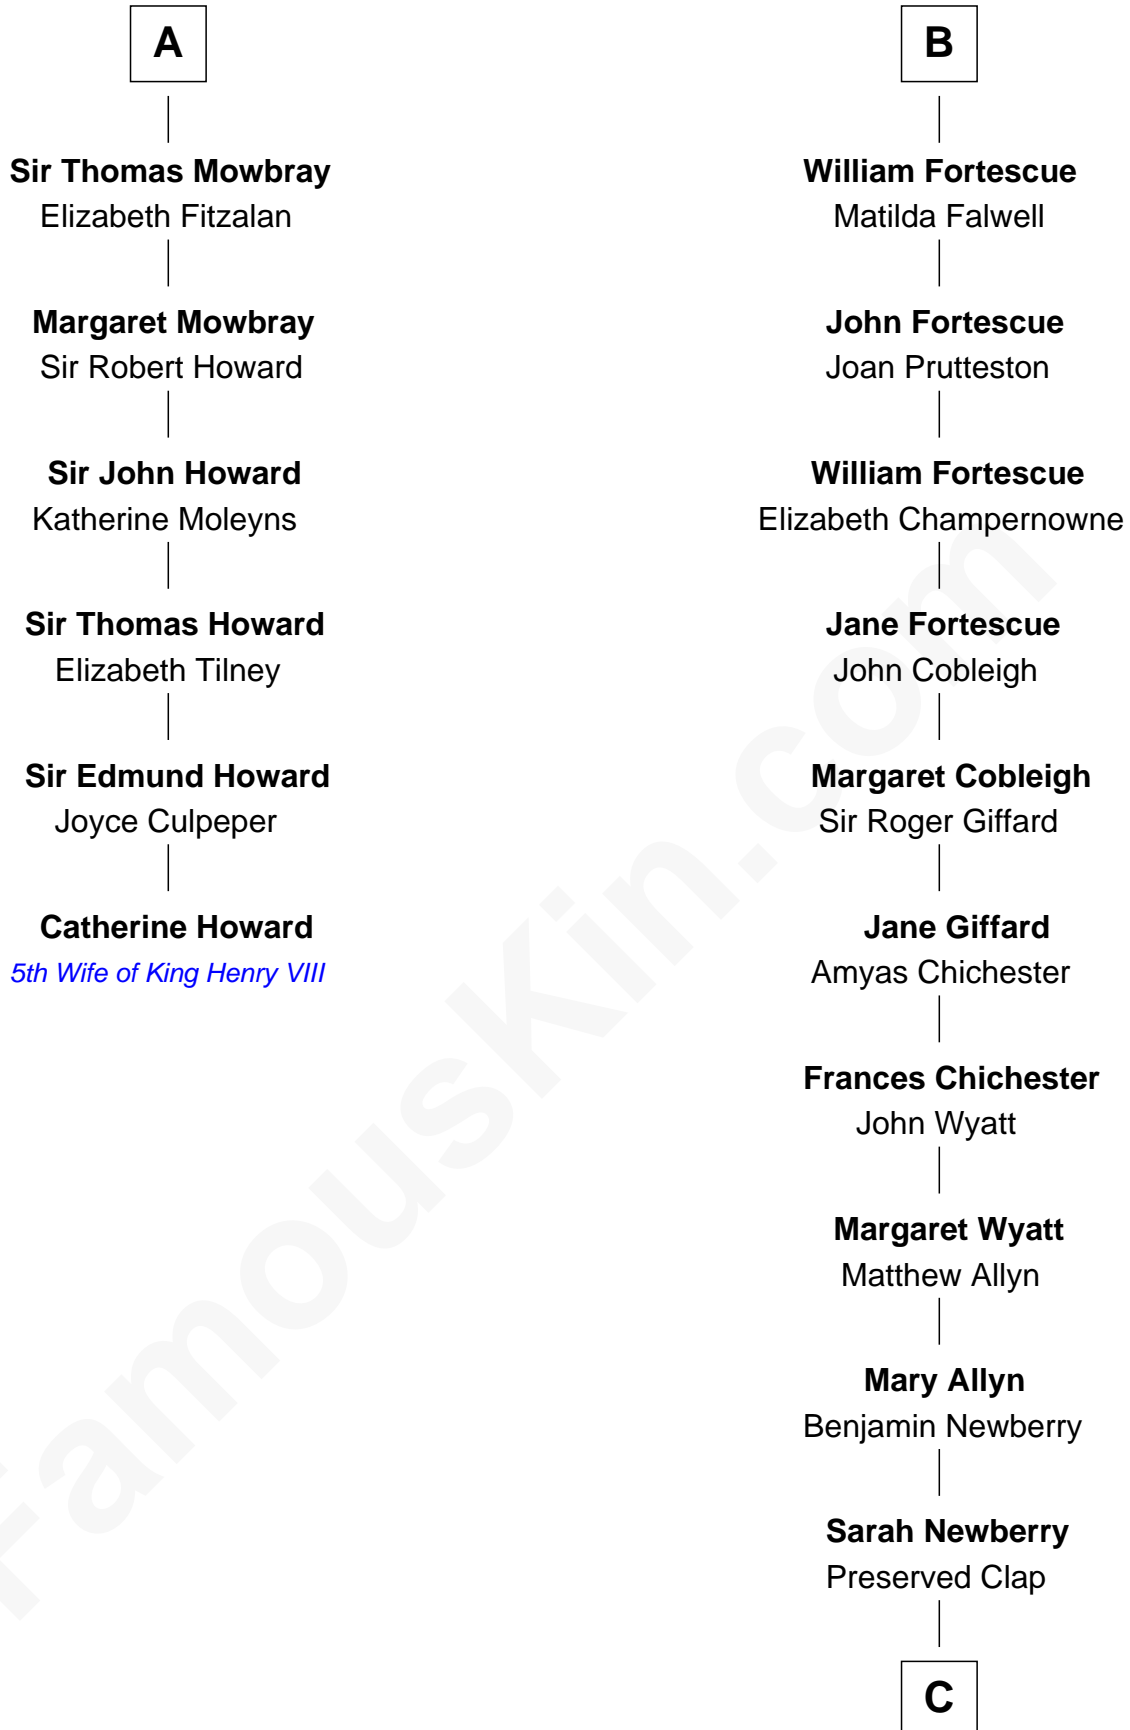 A
Sir Thomas Mowbray
Elizabeth Fitzalan
Margaret Mowbray
Sir Robert Howard
Sir John Howard
Katherine Moleyns
Sir Thomas Howard
Elizabeth Tilney
Sir Edmund Howard
Joyce Culpeper
Catherine Howard
5th Wife of King Henry VIII
B
William Fortescue
Matilda Falwell
John Fortescue
Joan Prutteston
William Fortescue
Elizabeth Champernowne
Jane Fortescue
John Cobleigh
Margaret Cobleigh
Sir Roger Giffard
Jane Giffard
Amyas Chichester
Frances Chichester
John Wyatt
Margaret Wyatt
Matthew Allyn
Mary Allyn
Benjamin Newberry
Sarah Newberry
Preserved Clap
C
FamousKin.com